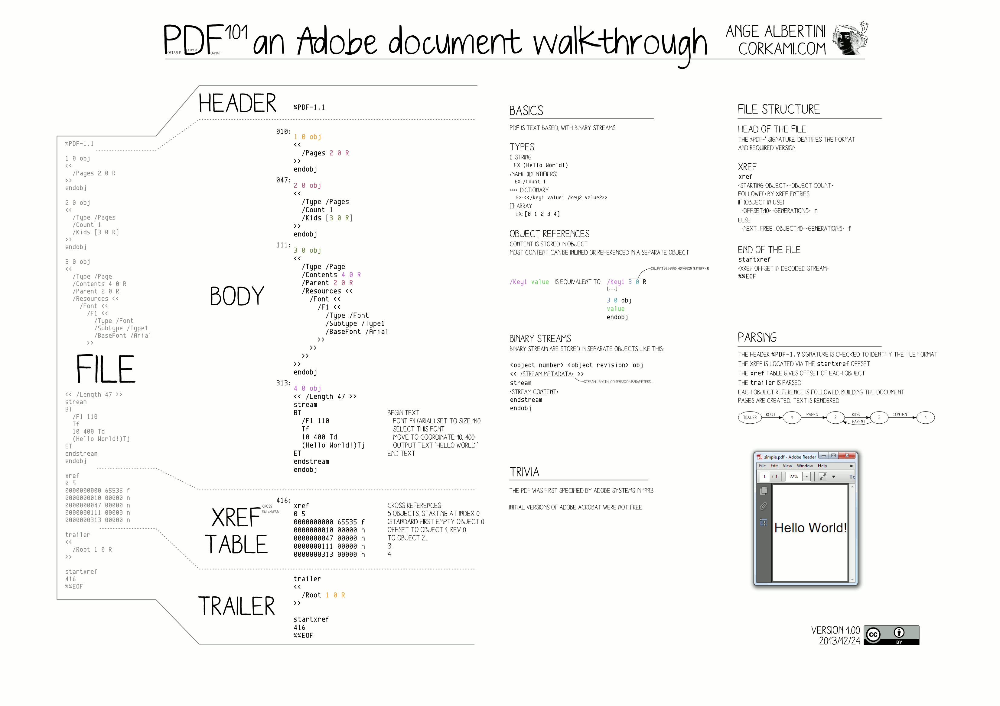 PDF101 an Adobe document walkthrough
PORTABLE DOCUMENT FORMAT
ANGE ALBERTINI
CORKAMI.COM
FILE
%PDF-1.1
1 0 obj
<<
  /Pages 2 0 R
>>
endobj
2 0 obj
<<
  /Type /Pages
  /Count 1
  /Kids [3 0 R]
>>
endobj
3 0 obj
<<
  /Type /Page
  /Contents 4 0 R
  /Parent 2 0 R
  /Resources <<
    /Font <<
      /F1 <<
        /Type /Font
        /Subtype /Type1
        /BaseFont /Arial
      >>
<< /Length 47 >>
stream
BT
  /F1 110
  Tf
  10 400 Td
  (Hello World!)Tj
ET
endstream
endobj
xref
0 5
0000000000 65535 f
0000000010 00000 n
0000000047 00000 n
0000000111 00000 n
0000000313 00000 n
trailer
<<
  /Root 1 0 R
>>
startxref
416
%%EOF
HEADER
%PDF-1.1
BODY
010:
1 0 obj
<<
  /Pages 2 0 R
>>
endobj
047:
2 0 obj
<<
  /Type /Pages
  /Count 1
  /Kids [3 0 R]
>>
endobj
111:
3 0 obj
<<
  /Type /Page
  /Contents 4 0 R
  /Parent 2 0 R
  /Resources <<
    /Font <<
      /F1 <<
        /Type /Font
        /Subtype /Type1
        /BaseFont /Arial
      >>
    >>
  >>
>>
endobj
313:
4 0 obj
<< /Length 47 >>
stream
BT BEGIN TEXT
  /F1 110 FONT F1 (ARIAL) SET TO SIZE 110
  Tf SELECT THIS FONT
  10 400 Td MOVE TO COORDINATE 10, 400
  (Hello World!)Tj OUTPUT TEXT "HELLO WORLD!"
ET END TEXT
endstream
endobj
XREF TABLE
CROSS REFERENCE
416:
xref CROSS REFERENCES
0 5 5 OBJECTS, STARTING AT INDEX 0
0000000000 65535 f (STANDARD FIRST EMPTY OBJECT 0
0000000010 00000 n OFFSET TO OBJECT 1, REV 0
0000000047 00000 n TO OBJECT 2...
0000000111 00000 n 3...
0000000313 00000 n 4
TRAILER
trailer
<<
  /Root 1 0 R
>>
startxref
416
%%EOF
BASICS
PDF IS TEXT BASED, WITH BINARY STREAMS
TYPES
(): STRING
EX: (Hello World!)
/NAME (IDENTIFIERS)
EX: /Count 1
<<>>: DICTIONARY
EX: <</key1 value1 /key2 value2>>
[]: ARRAY
EX: [0 1 2 3 4]
OBJECT REFERENCES
CONTENT IS STORED IN OBJECT
MOST CONTENT CAN BE INLINED OR REFERENCED IN A SEPARATE OBJECT
<OBJECT NUMBER> <REVISION NUMBER> R
/Key1 value IS EQUIVALENT TO /Key1 3 0 R
[...]
3 0 obj
value
endobj
BINARY STREAMS
BINARY STREAM ARE STORED IN SEPARATE OBJECTS LIKE THIS:
<object number> <object revision> obj
<< <STREAM METADATA> >>
STREAM LENGTH, COMPRESSION PARAMETERS...
stream
<STREAM CONTENT>
endstream
endobj
TRIVIA
THE PDF WAS FIRST SPECIFIED BY ADOBE SYSTEMS IN 1993
INITIAL VERSIONS OF ADOBE ACROBAT WERE NOT FREE
FILE STRUCTURE
HEAD OF THE FILE
THE %PDF-" SIGNATURE IDENTIFIES THE FORMAT
AND REQUIRED VERSION
XREF
xref
<STARTING OBJECT> <OBJECT COUNT>
FOLLOWED BY XREF ENTRIES:
IF (OBJECT IN USE)
<OFFSET:10> <GENERATION:5> n
ELSE
<NEXT_FREE_OBJECT:10> <GENERATION:5> f
END OF THE FILE
startxref
<XREF OFFSET IN DECODED STREAM>
%%EOF
PARSING
THE HEADER %PDF-1.? SIGNATURE IS CHECKED TO IDENTIFY THE FILE FORMAT
THE XREF IS LOCATED VIA THE startxref OFFSET
THE xref TABLE GIVES OFFSET OF EACH OBJECT
THE trailer IS PARSED
EACH OBJECT REFERENCE IS FOLLOWED, BUILDING THE DOCUMENT
PAGES ARE CREATED, TEXT IS RENDERED
TRAILER ROOT 1 PAGES 2 KIDS PARENT 3 CONTENT 4
simple.pdf - Adobe Reader
File Edit View Window Help
1 / 1 22%
Hello World!
VERSION 1.00
2013/12/24
cc BY